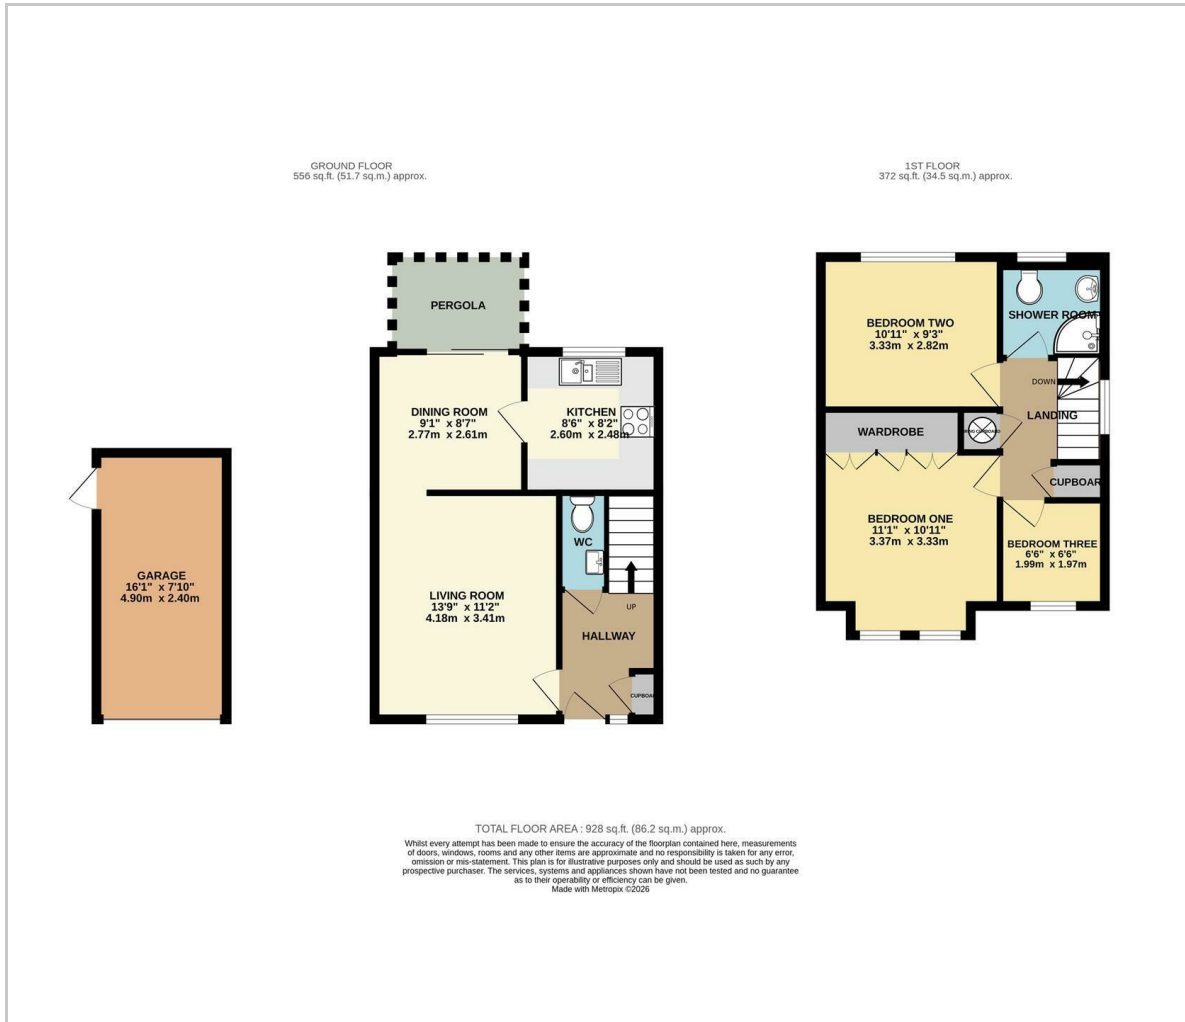 GROUND FLOOR
556 sq.ft. (51.7 sq.m.) approx.
1ST FLOOR
372 sq.ft. (34.5 sq.m.) approx.
PERGOLA
DINING ROOM
9'1" x 8'7"
2.77m x 2.61m
KITCHEN
8'6" x 8'2"
2.60m x 2.48m
WC
LIVING ROOM
13'9" x 11'2"
4.18m x 3.41m
UP
HALLWAY
CUPBOAR
GARAGE
16'1" x 7'10"
4.90m x 2.40m
BEDROOM TWO
10'11" x 9'3"
3.33m x 2.82m
SHOWER ROOM
DOWN
LANDING
WARDROBE
CUPBOARD
CUPBOAR
BEDROOM ONE
11'1" x 10'11"
3.37m x 3.33m
BEDROOM THREE
6'6" x 6'6"
1.99m x 1.97m
TOTAL FLOOR AREA : 928 sq.ft. (86.2 sq.m.) approx.
Whilst every attempt has been made to ensure the accuracy of the floorplan contained here, measurements
of doors, windows, rooms and any other items are approximate and no responsibility is taken for any error,
omission or mis-statement. This plan is for illustrative purposes only and should be used as such by any
prospective purchaser. The services, systems and appliances shown have not been tested and no guarantee
as to their operability or efficiency can be given.
Made with Metropix ©2026